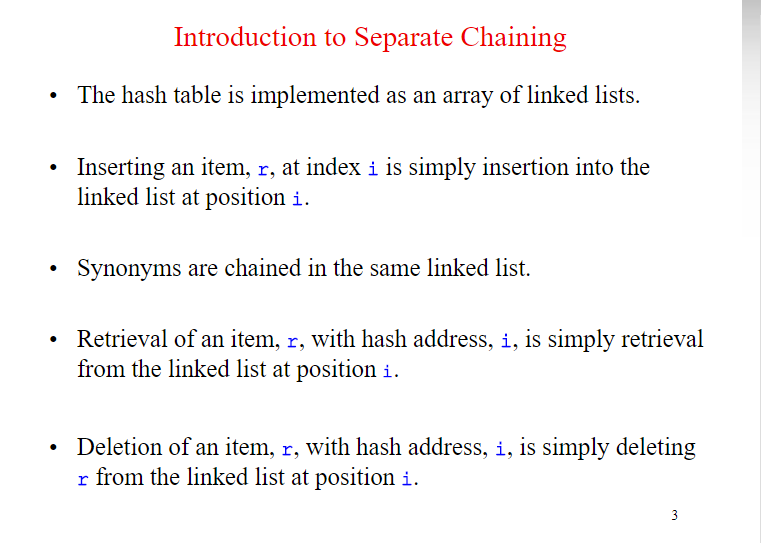 Introduction to Separate Chaining
• The hash table is implemented as an array of linked lists.
• Inserting an item, r, at index i is simply insertion into the
linked list at position i.
• Synonyms are chained in the same linked list.
• Retrieval of an item, r, with hash address, i, is simply retrieval
from the linked list at position i.
• Deletion of an item, r, with hash address, i, is simply deleting
r from the linked list at position i.
3